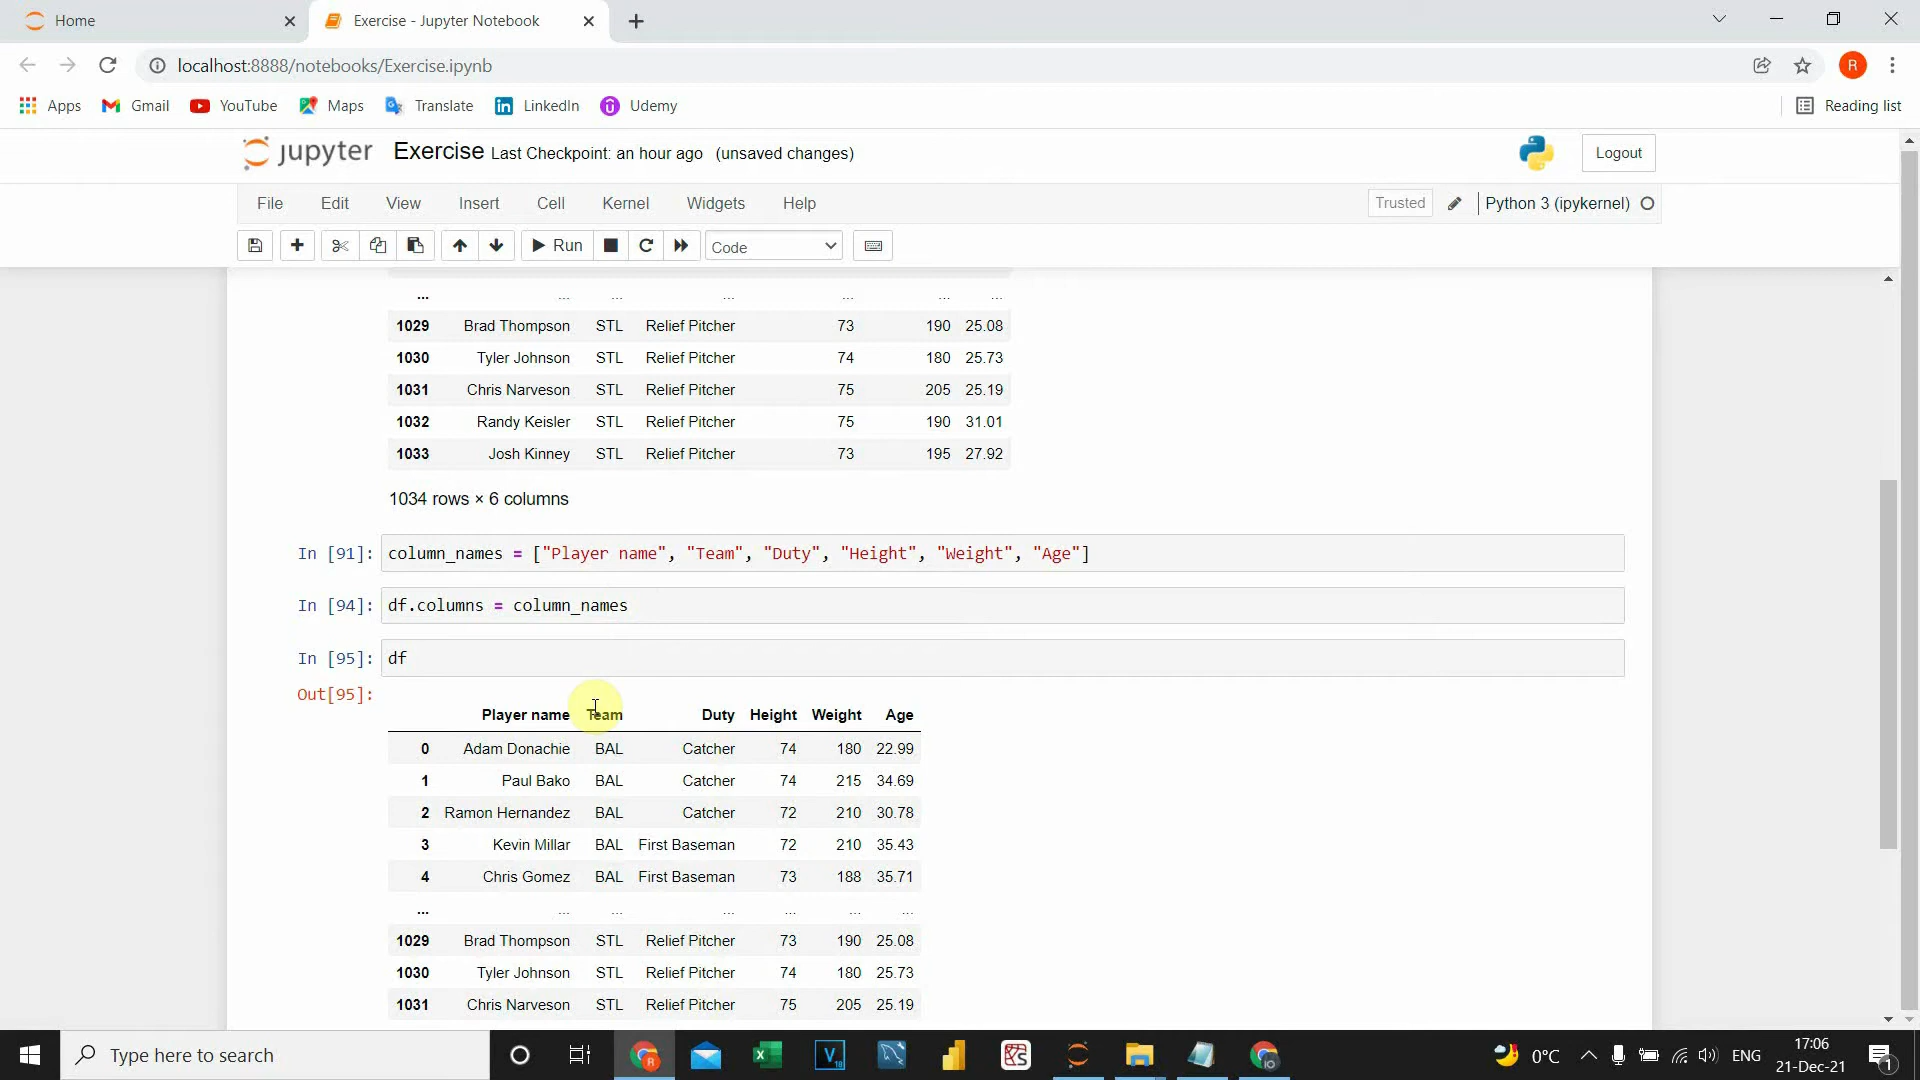 Home
Exercise - Jupyter Notebook
localhost:8888/notebooks/Exercise.ipynb
R
Apps Gmail YouTube Maps Translate LinkedIn Udemy Reading list
jupyter Exercise Last Checkpoint: an hour ago (unsaved changes) Logout
File Edit View Insert Cell Kernel Widgets Help Trusted Python 3 (ipykernel)
Run Code
... ... ... ... ... ... ...
1029 Brad Thompson STL Relief Pitcher 73 190 25.08
1030 Tyler Johnson STL Relief Pitcher 74 180 25.73
1031 Chris Narveson STL Relief Pitcher 75 205 25.19
1032 Randy Keisler STL Relief Pitcher 75 190 31.01
1033 Josh Kinney STL Relief Pitcher 73 195 27.92
1034 rows × 6 columns
In [91]: column_names = ["Player name", "Team", "Duty", "Height", "Weight", "Age"]
In [94]: df.columns = column_names
In [95]: df
Out[95]:
Player name Team Duty Height Weight Age
0 Adam Donachie BAL Catcher 74 180 22.99
1 Paul Bako BAL Catcher 74 215 34.69
2 Ramon Hernandez BAL Catcher 72 210 30.78
3 Kevin Millar BAL First Baseman 72 210 35.43
4 Chris Gomez BAL First Baseman 73 188 35.71
... ... ... ... ... ... ...
1029 Brad Thompson STL Relief Pitcher 73 190 25.08
1030 Tyler Johnson STL Relief Pitcher 74 180 25.73
1031 Chris Narveson STL Relief Pitcher 75 205 25.19
Type here to search
0°C ENG 17:06
21-Dec-21
1